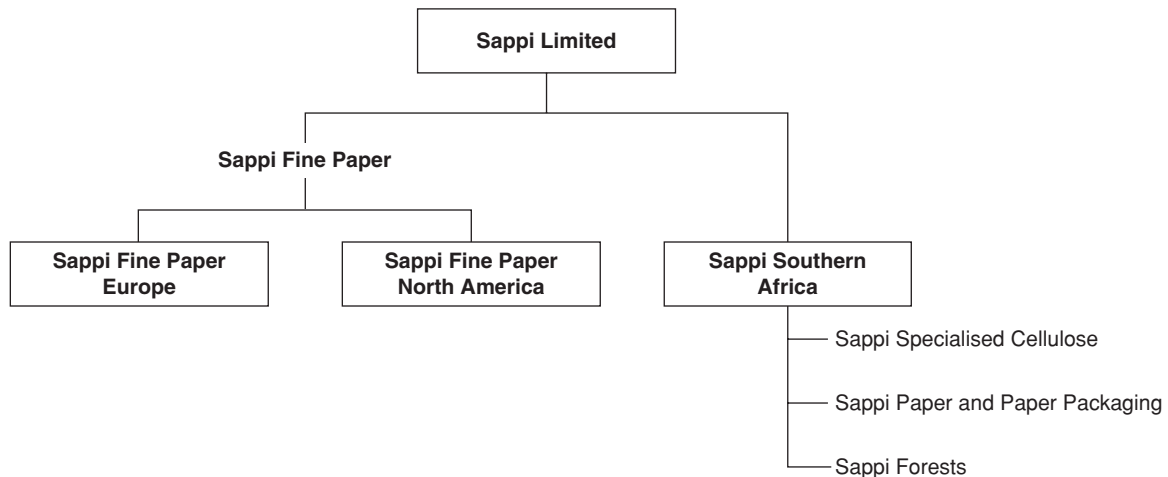 Sappi Limited
Sappi Fine Paper
Sappi Fine Paper
Europe
Sappi Fine Paper
North America
Sappi Southern
Africa
Sappi Specialised Cellulose
Sappi Paper and Paper Packaging
Sappi Forests